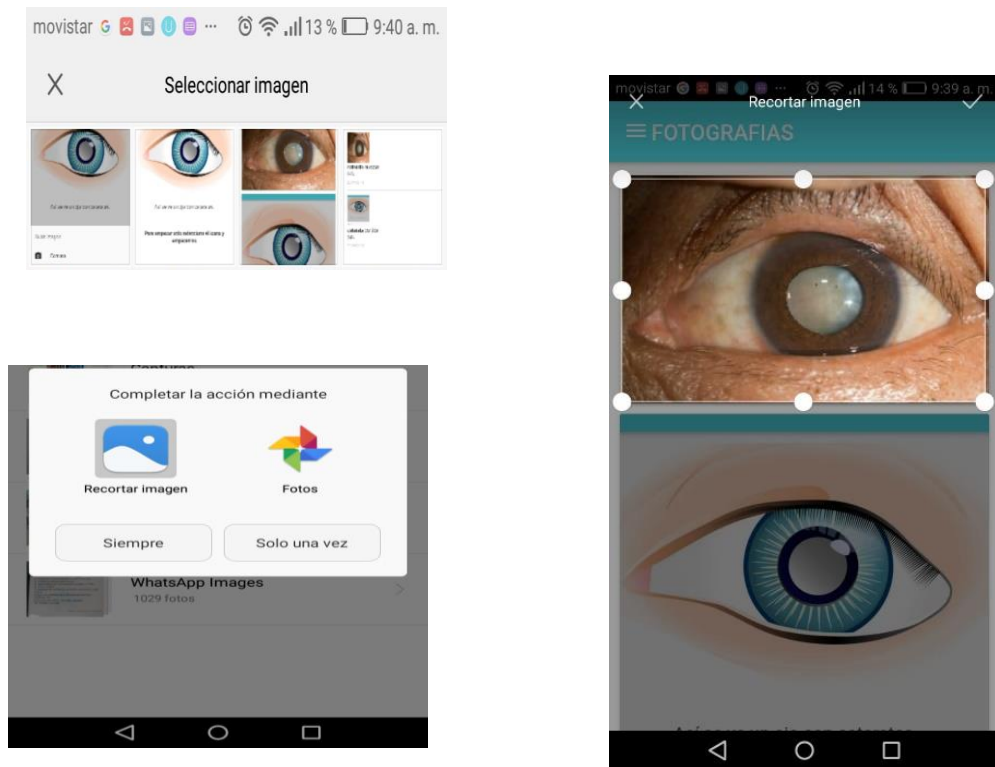 movistar 13 % 9:40 a. m.
Seleccionar imagen
Completar la acción mediante
Recortar imagen
Fotos
Siempre
Solo una vez
WhatsApp Images
1029 fotos
movistar 14 % 9:39 a. m.
Recortar imagen
FOTOGRAFIAS